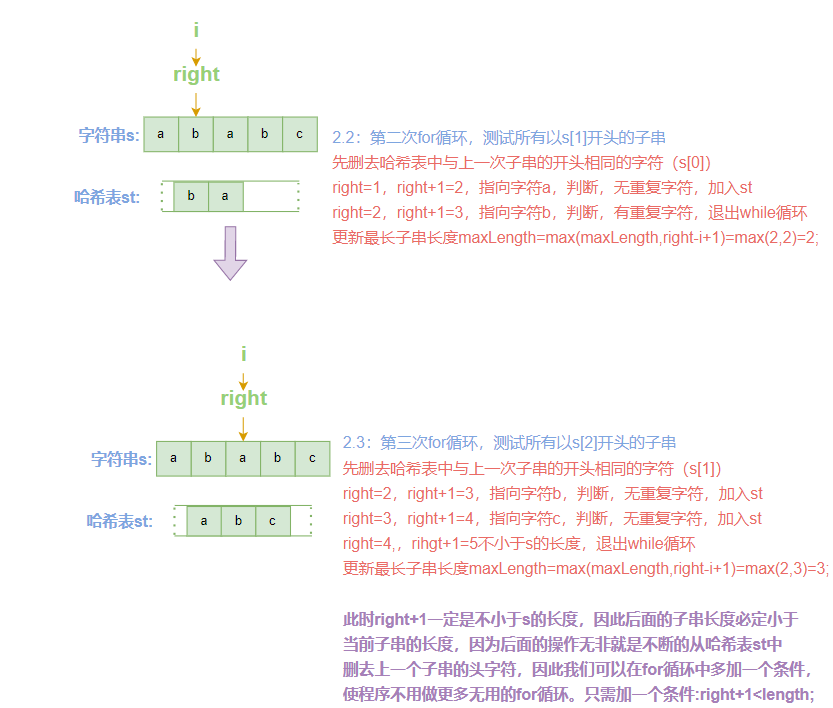 i
right
字符串s: a b a b c
哈希表st: b a
2.2：第二次for循环，测试所有以s[1]开头的子串
先删去哈希表中与上一次子串的开头相同的字符（s[0]）
right=1，right+1=2，指向字符a，判断，无重复字符，加入st
right=2，right+1=3，指向字符b，判断，有重复字符，退出while循环
更新最长子串长度maxLength=max(maxLength,right-i+1)=max(2,2)=2;
i
right
字符串s: a b a b c
哈希表st: a b c
2.3：第三次for循环，测试所有以s[2]开头的子串
先删去哈希表中与上一次子串的开头相同的字符（s[1]）
right=2，right+1=3，指向字符b，判断，无重复字符，加入st
right=3，right+1=4，指向字符c，判断，无重复字符，加入st
right=4,，rihgt+1=5不小于s的长度，退出while循环
更新最长子串长度maxLength=max(maxLength,right-i+1)=max(2,3)=3;
此时right+1一定是不小于s的长度，因此后面的子串长度必定小于
当前子串的长度，因为后面的操作无非就是不断的从哈希表st中
删去上一个子串的头字符，因此我们可以在for循环中多加一个条件，
使程序不用做更多无用的for循环。只需加一个条件:right+1<length;